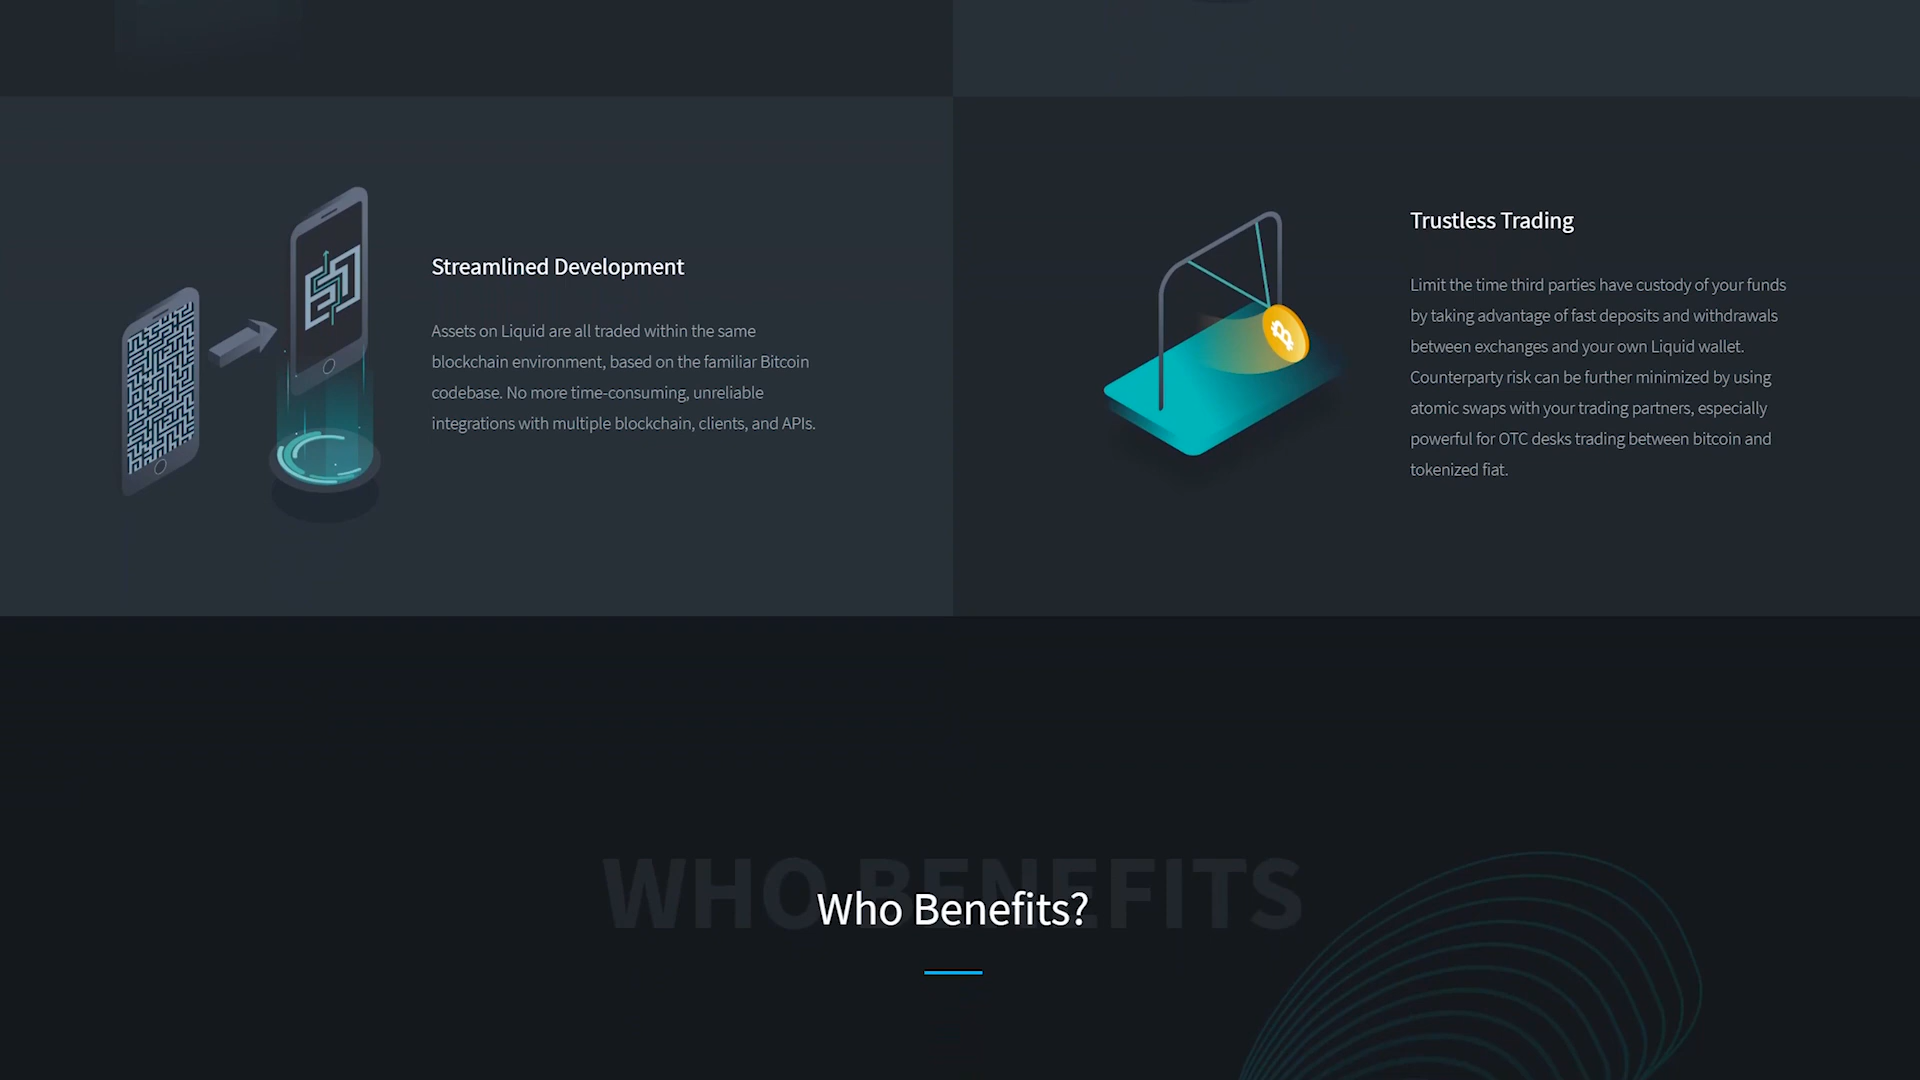 Streamlined Development
Assets on Liquid are all traded within the same
blockchain environment, based on the familiar Bitcoin
codebase. No more time-consuming, unreliable
integrations with multiple blockchain, clients, and APIs.
Trustless Trading
Limit the time third parties have custody of your funds
by taking advantage of fast deposits and withdrawals
between exchanges and your own Liquid wallet.
Counterparty risk can be further minimized by using
atomic swaps with your trading partners, especially
powerful for OTC desks trading between bitcoin and
tokenized fiat.
WHO BENEFITS
Who Benefits?